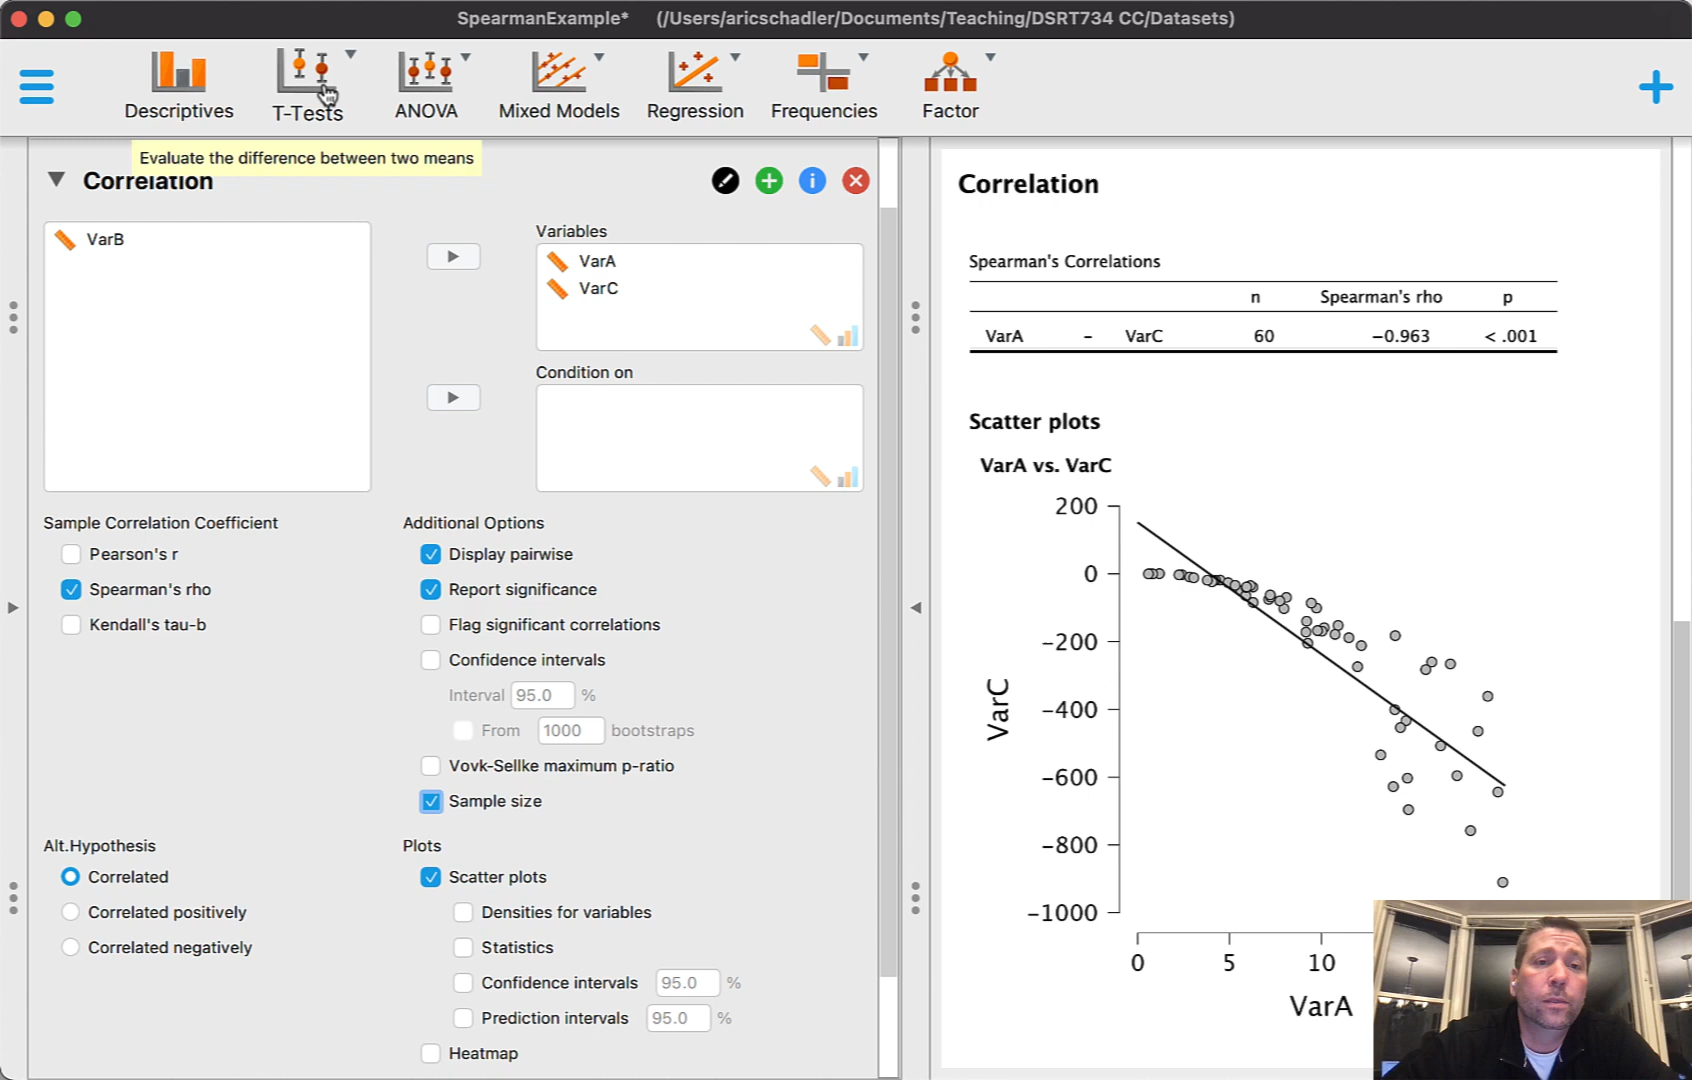 SpearmanExample* (/Users/aricschadler/Documents/Teaching/DSRT734 CC/Datasets)
Descriptives
T-Tests
ANOVA
Mixed Models
Regression
Frequencies
Factor
Evaluate the difference between two means
Correlation
VarB
Variables
VarA
VarC
Condition on
Sample Correlation Coefficient
Pearson's r
Spearman's rho
Kendall's tau-b
Additional Options
Display pairwise
Report significance
Flag significant correlations
Confidence intervals
Interval 95.0 %
From 1000 bootstraps
Vovk-Sellke maximum p-ratio
Sample size
Alt.Hypothesis
Correlated
Correlated positively
Correlated negatively
Plots
Scatter plots
Densities for variables
Statistics
Confidence intervals 95.0 %
Prediction intervals 95.0 %
Heatmap
Correlation
Spearman's Correlations
n Spearman's rho p
VarA – VarC 60 −0.963 < .001
Scatter plots
VarA vs. VarC
200
0
−200
−400
−600
−800
−1000
VarC
0 5 10
VarA